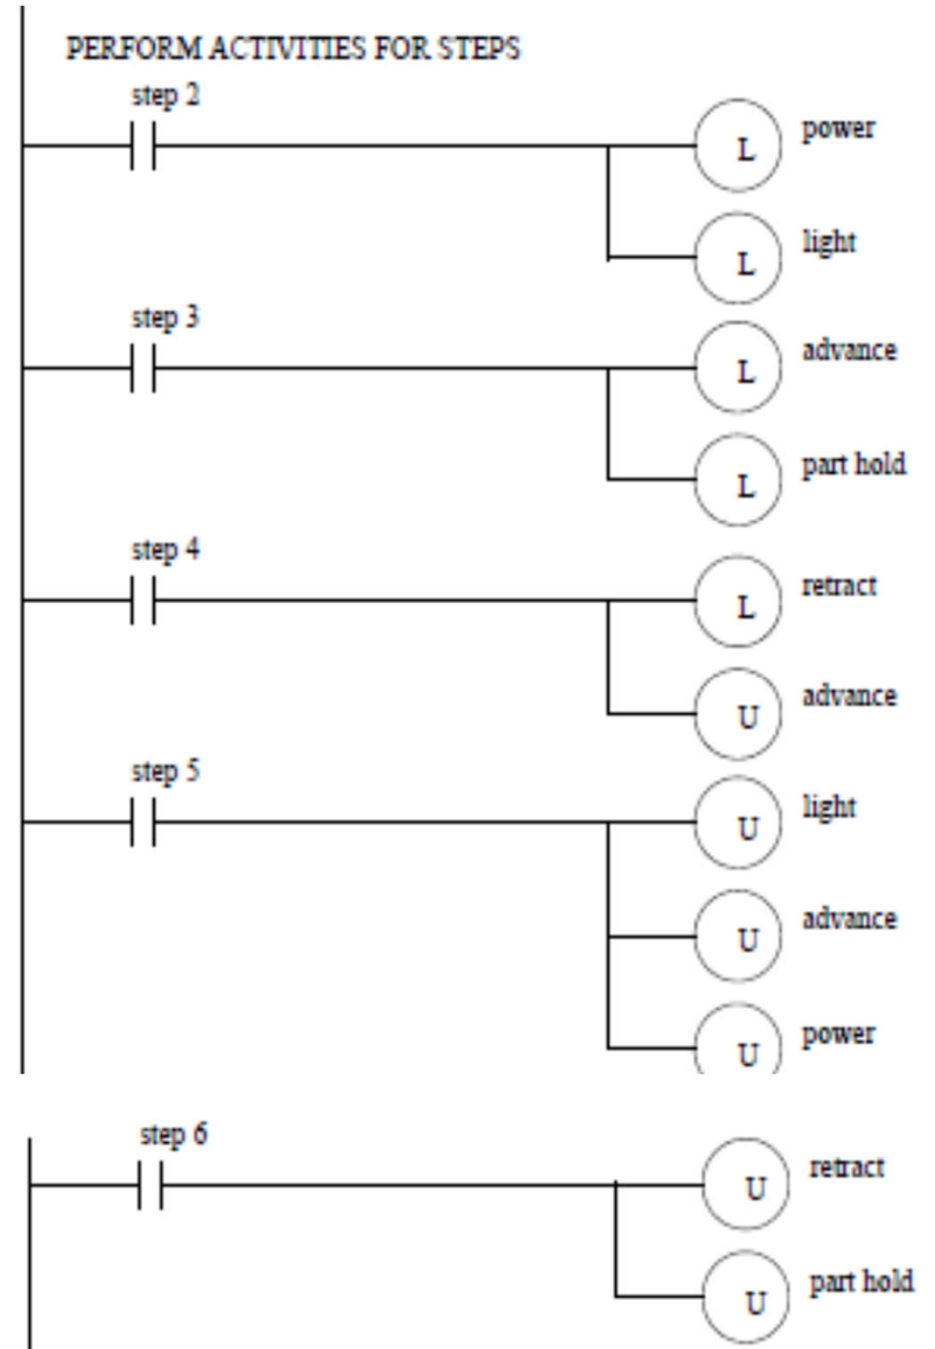 PERFORM ACTIVITIES FOR STEPS
step 2
L
power
L
light
step 3
L
advance
L
part hold
step 4
L
retract
U
advance
step 5
U
light
U
advance
U
power
step 6
U
retract
U
part hold